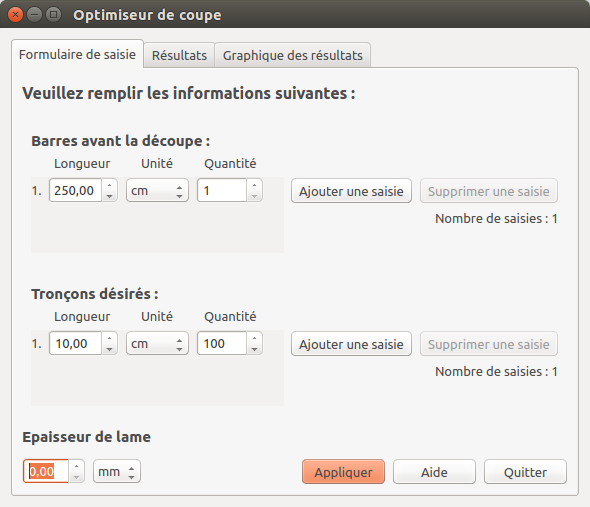 Optimiseur de coupe
Formulaire de saisie Résultats Graphique des résultats
Veuillez remplir les informations suivantes :
Barres avant la découpe :
Longueur Unité Quantité
1. 250,00 cm 1 Ajouter une saisie Supprimer une saisie
Nombre de saisies : 1
Tronçons désirés :
Longueur Unité Quantité
1. 10,00 cm 100 Ajouter une saisie Supprimer une saisie
Nombre de saisies : 1
Epaisseur de lame
0,00 mm Appliquer Aide Quitter